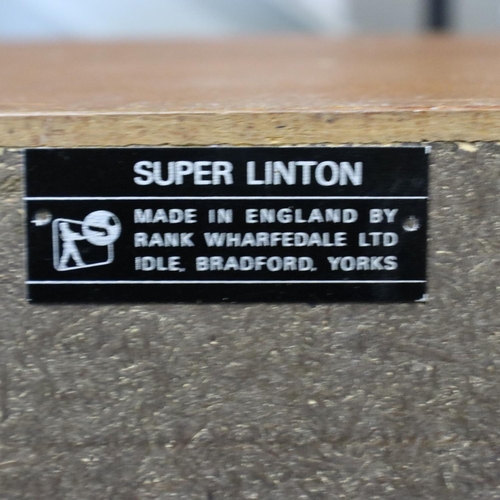 SUPER LINTON
MADE IN ENGLAND BY
RANK WHARFEDALE LTD
IDLE, BRADFORD, YORKS